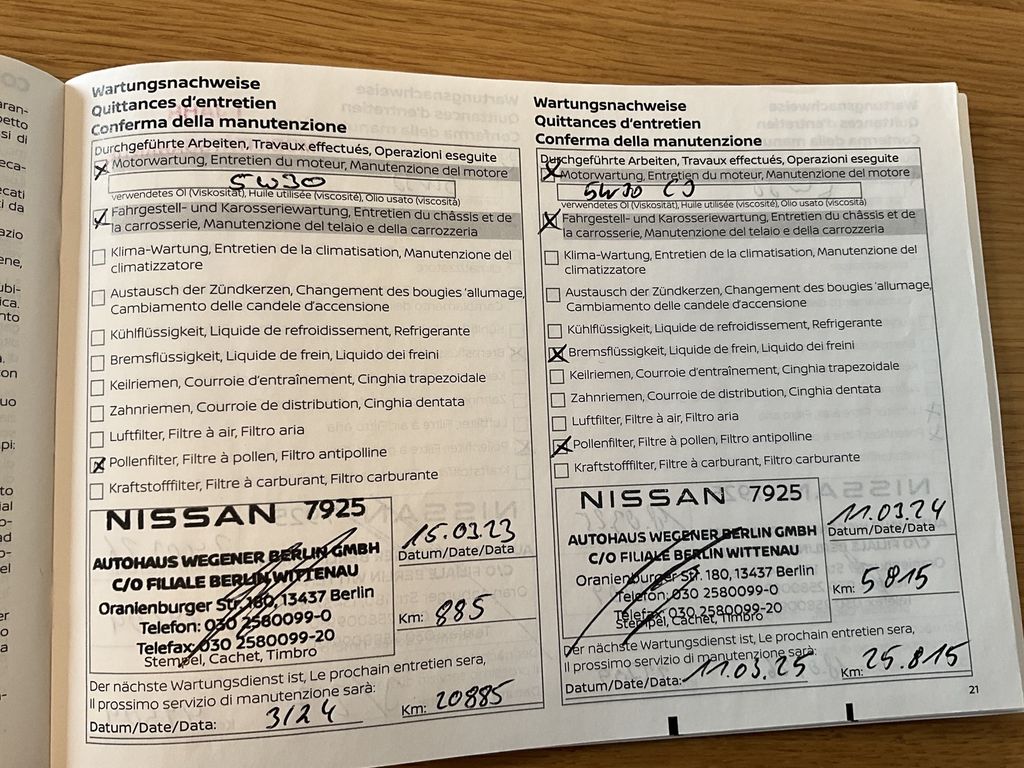 Wartungsnachweise
Quittances d'entretien
Conferma della manutenzione
Durchgeführte Arbeiten, Travaux effectués, Operazioni eseguite
Motorwartung, Entretien du moteur, Manutenzione del motore
5W30
verwendetes Öl (Viskosität), Huile utilisée (viscosité), Olio usato (viscosità)
Fahrgestell- und Karosseriewartung, Entretien du châssis et de
la carrosserie, Manutenzione del telaio e della carrozzeria
Klima-Wartung, Entretien de la climatisation, Manutenzione del
climatizzatore
Austausch der Zündkerzen, Changement des bougies 'allumage,
Cambiamento delle candele d'accensione
Kühlflüssigkeit, Liquide de refroidissement, Refrigerante
Bremsflüssigkeit, Liquide de frein, Liquido dei freini
Keilriemen, Courroie d'entraînement, Cinghia trapezoidale
Zahnriemen, Courroie de distribution, Cinghia dentata
Luftfilter, Filtre à air, Filtro aria
Pollenfilter, Filtre à pollen, Filtro antipolline
Kraftstofffilter, Filtre à carburant, Filtro carburante
NISSAN 7925
AUTOHAUS WEGENER BERLIN GMBH
C/O FILIALE BERLIN WITTENAU
Oranienburger Str. 180, 13437 Berlin
Telefon: 030 2580099-0
Telefax: 030 2580099-20
Stempel, Cachet, Timbro
15.03.23
Datum/Date/Data
Km: 885
Der nächste Wartungsdienst ist, Le prochain entretien sera,
Il prossimo servizio di manutenzione sarà:
Datum/Date/Data: 3/24 Km: 20885
Wartungsnachweise
Quittances d'entretien
Conferma della manutenzione
Durchgeführte Arbeiten, Travaux effectués, Operazioni eseguite
Motorwartung, Entretien du moteur, Manutenzione del motore
5W30 C3
verwendetes Öl (Viskosität), Huile utilisée (viscosité), Olio usato (viscosità)
Fahrgestell- und Karosseriewartung, Entretien du châssis et de
la carrosserie, Manutenzione del telaio e della carrozzeria
Klima-Wartung, Entretien de la climatisation, Manutenzione del
climatizzatore
Austausch der Zündkerzen, Changement des bougies 'allumage,
Cambiamento delle candele d'accensione
Kühlflüssigkeit, Liquide de refroidissement, Refrigerante
Bremsflüssigkeit, Liquide de frein, Liquido dei freini
Keilriemen, Courroie d'entraînement, Cinghia trapezoidale
Zahnriemen, Courroie de distribution, Cinghia dentata
Luftfilter, Filtre à air, Filtro aria
Pollenfilter, Filtre à pollen, Filtro antipolline
Kraftstofffilter, Filtre à carburant, Filtro carburante
NISSAN 7925
AUTOHAUS WEGENER BERLIN GMBH
C/O FILIALE BERLIN WITTENAU
Oranienburger Str. 180, 13437 Berlin
Telefon: 030 2580099-0
Telefax: 030 2580099-20
Stempel, Cachet, Timbro
11.03.24
Datum/Date/Data
Km: 5815
Der nächste Wartungsdienst ist, Le prochain entretien sera,
Il prossimo servizio di manutenzione sarà:
Datum/Date/Data: 11.03.25 Km: 25.815
21